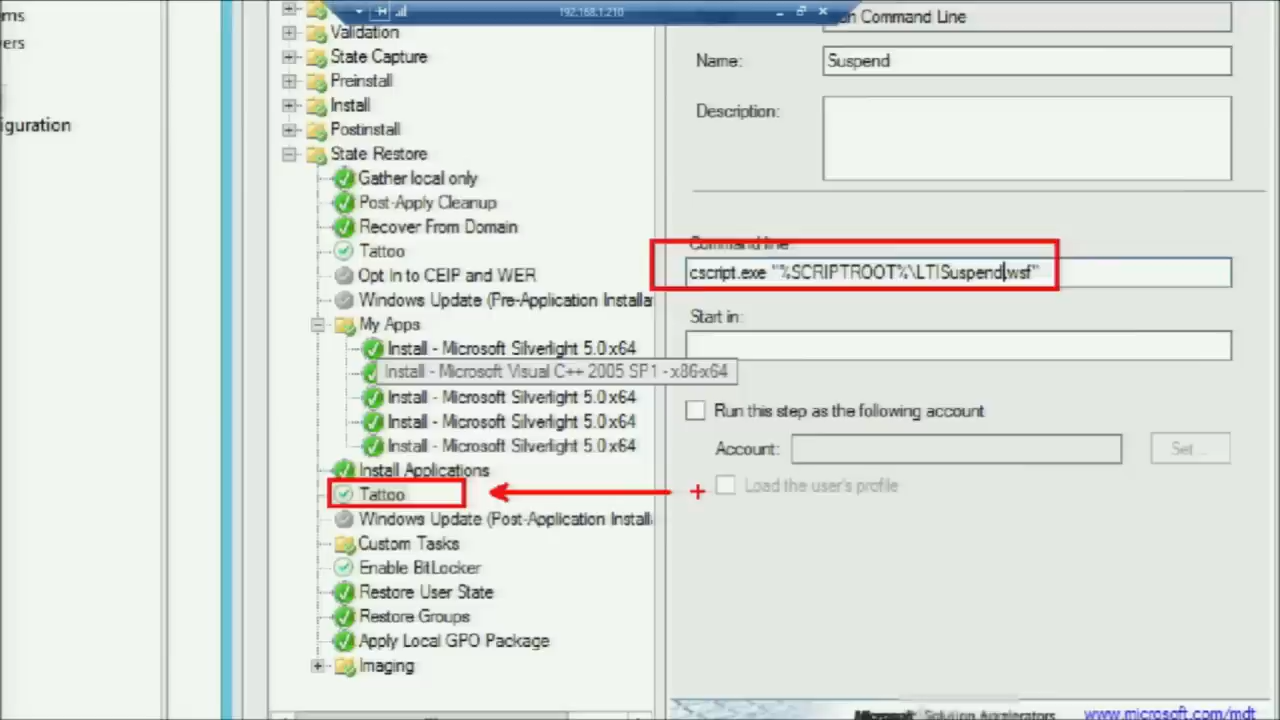 ms
ers
iguration
192.168.1.210
Validation
State Capture
Preinstall
Install
Postinstall
State Restore
Gather local only
Post-Apply Cleanup
Recover From Domain
Tattoo
Opt In to CEIP and WER
Windows Update (Pre-Application Installa
My Apps
Install - Microsoft Silverlight 5.0 x64
Install - Microsoft Visual C++ 2005 SP1 - x86-x64
Install - Microsoft Silverlight 5.0 x64
Install - Microsoft Silverlight 5.0 x64
Install - Microsoft Silverlight 5.0 x64
Install Applications
Tattoo
Windows Update (Post-Application Install
Custom Tasks
Enable BitLocker
Restore User State
Restore Groups
Apply Local GPO Package
Imaging
un Command Line
Name: Suspend
Description:
Command line:
cscript.exe "%SCRIPTROOT%\LTISuspend.wsf"
Start in:
Run this step as the following account
Account: Set...
Load the user's profile
Microsoft Solution Accelerators www.microsoft.com/mdt